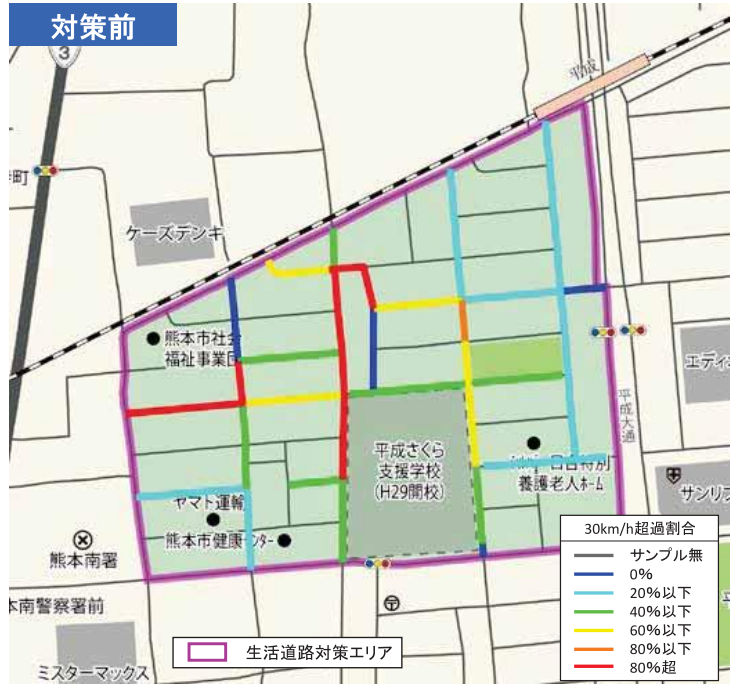 対策前
3
平成
町
ケーズデンキ
熊本市社会
福祉事業団
エディ
平成大通
平成さくら
支援学校
(H29開校)
養護老人ホーム
サンリブ
ヤマト運輸
熊本市健康センター
熊本南署
本南警察署前
ミスターマックス
生活道路対策エリア
30km/h超過割合
サンプル無
0%
20%以下
40%以下
60%以下
80%以下
80%超